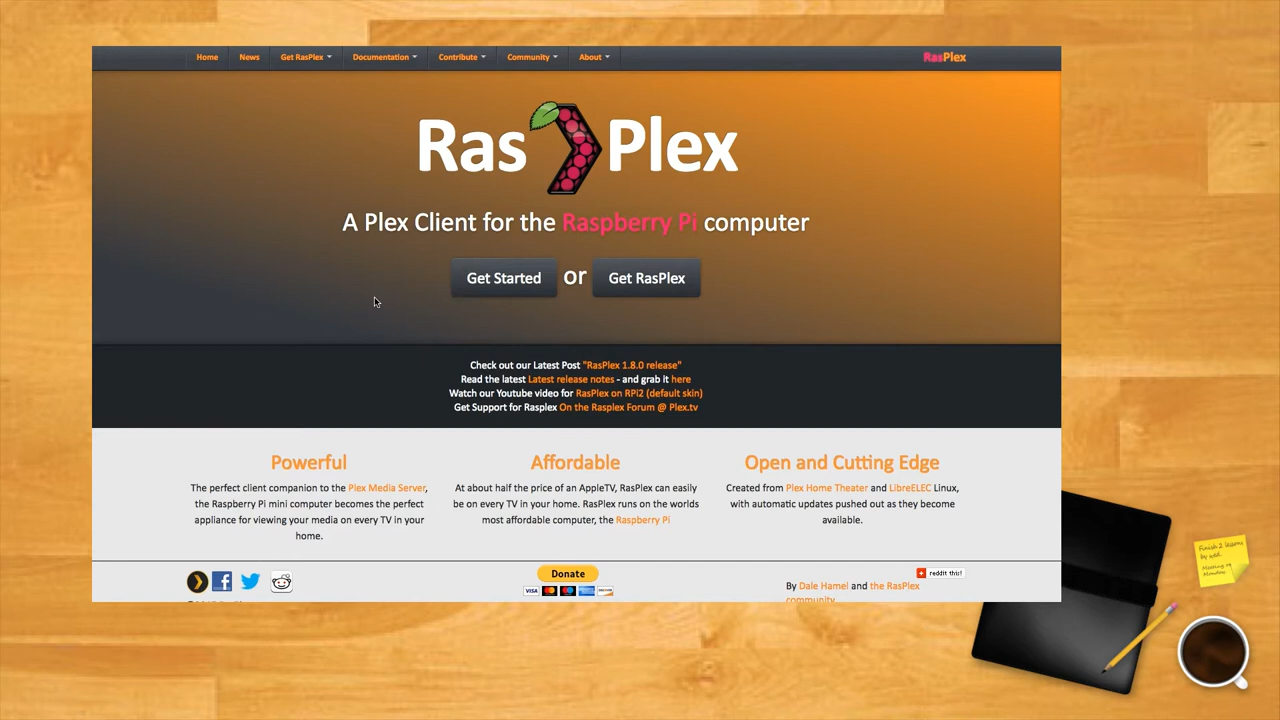 Home News Get RasPlex Documentation Contribute Community About RasPlex
Ras Plex
A Plex Client for the Raspberry Pi computer
Get Started or Get RasPlex
Check out our Latest Post "RasPlex 1.8.0 release"
Read the latest Latest release notes - and grab it here
Watch our Youtube video for RasPlex on RPi2 (default skin)
Get Support for Rasplex On the Rasplex Forum @ Plex.tv
Powerful
The perfect client companion to the Plex Media Server,
the Raspberry Pi mini computer becomes the perfect
appliance for viewing your media on every TV in your
home.
Affordable
At about half the price of an AppleTV, RasPlex can easily
be on every TV in your home. RasPlex runs on the worlds
most affordable computer, the Raspberry Pi
Open and Cutting Edge
Created from Plex Home Theater and LibreELEC Linux,
with automatic updates pushed out as they become
available.
Donate
VISA
reddit this!
By Dale Hamel and the RasPlex
community.
Finish 2 lessons
by wed.
Meeting on
Monday